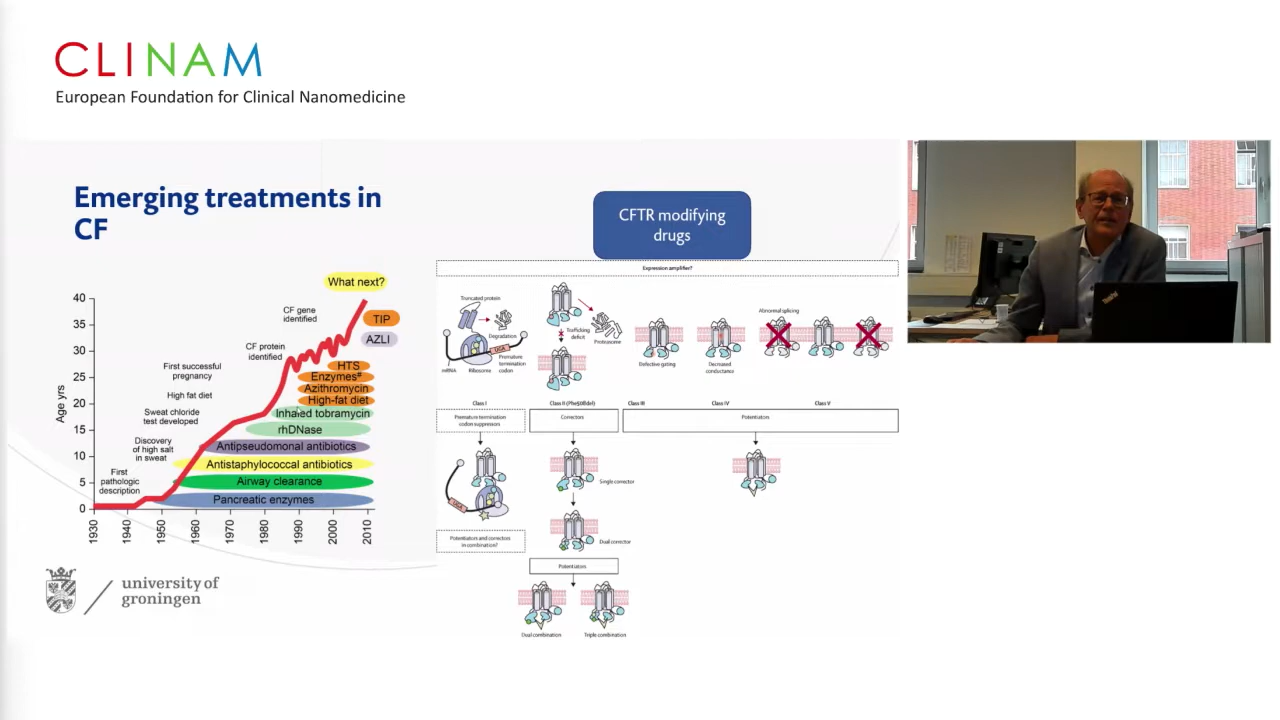 CLINAM
European Foundation for Clinical Nanomedicine
Emerging treatments in
CF
What next?
40
35
30
25
20
15
10
5
0
Age yrs
1930
1940
1950
1960
1970
1980
1990
2000
2010
CF gene
identified
TIP
AZLI
CF protein
identified
HTS
First successful
pregnancy
Enzymes#
Azithromycin
High fat diet
High-fat diet
Sweat chloride
test developed
Inhaled tobramycin
rhDNase
Discovery
of high salt
in sweat
Antipseudomonal antibiotics
Antistaphylococcal antibiotics
First
pathologic
description
Airway clearance
Pancreatic enzymes
university of
groningen
CFTR modifying
drugs
Expression amplifier?
Truncated protein
Degradation
UGA
mRNA
Ribosome
Premature
termination
codon
Trafficking
deficit
Proteasome
Defective gating
Decreased
conductance
Abnormal splicing
Class I
Class II (Phe508del)
Class III
Class IV
Class V
Premature termination
codon suppressors
Correctors
Potentiators
UGA
Single corrector
Potentiators and correctors
in combination?
Dual corrector
Potentiators
Dual combination
Triple combination
ThinkPad